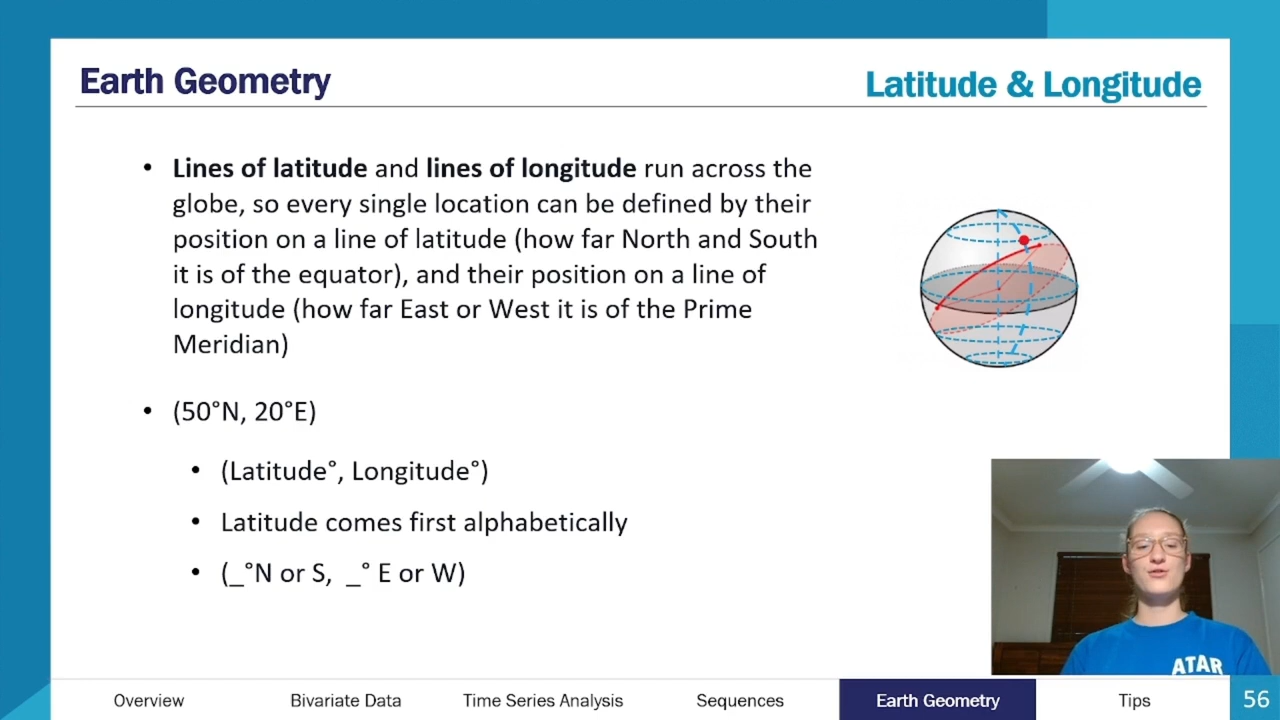 Earth Geometry
Latitude & Longitude
• Lines of latitude and lines of longitude run across the
globe, so every single location can be defined by their
position on a line of latitude (how far North and South
it is of the equator), and their position on a line of
longitude (how far East or West it is of the Prime
Meridian)
• (50°N, 20°E)
• (Latitude°, Longitude°)
• Latitude comes first alphabetically
• (_°N or S, _° E or W)
ATAR
Overview
Bivariate Data
Time Series Analysis
Sequences
Earth Geometry
Tips
56